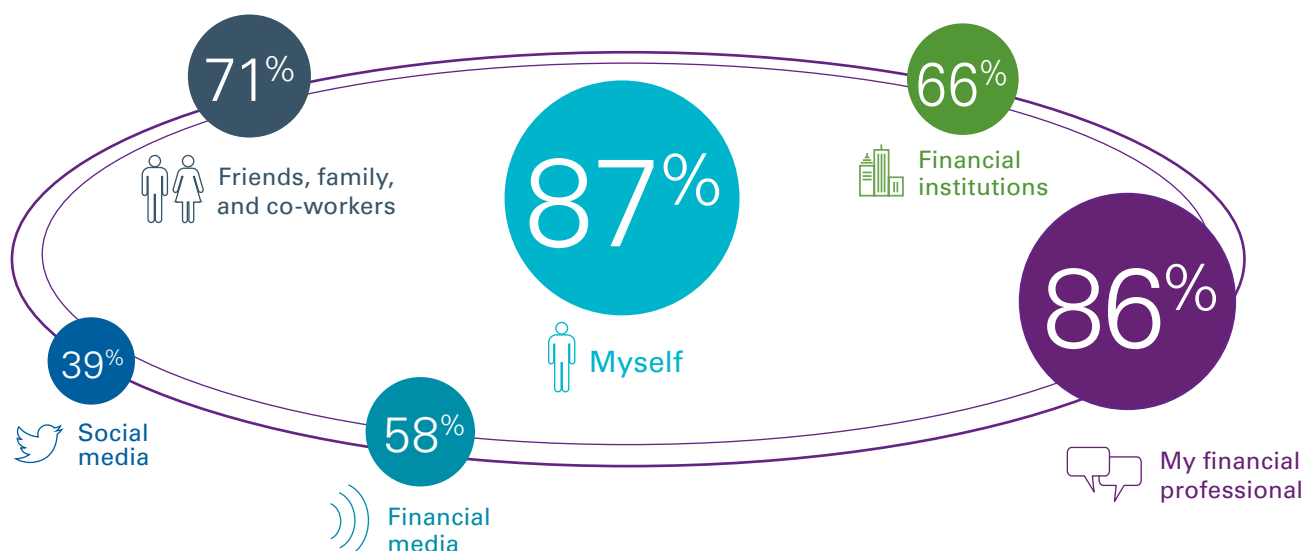 71%
Friends, family,
and co-workers
87%
Myself
66%
Financial
institutions
86%
My financial
professional
58%
Financial
media
39%
Social
media